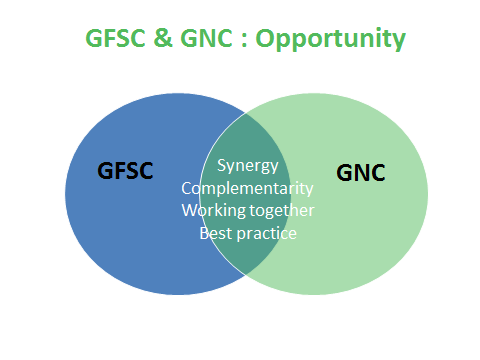 GFSC & GNC : Opportunity
GFSC
Synergy
Complementarity
Working together
Best practice
GNC